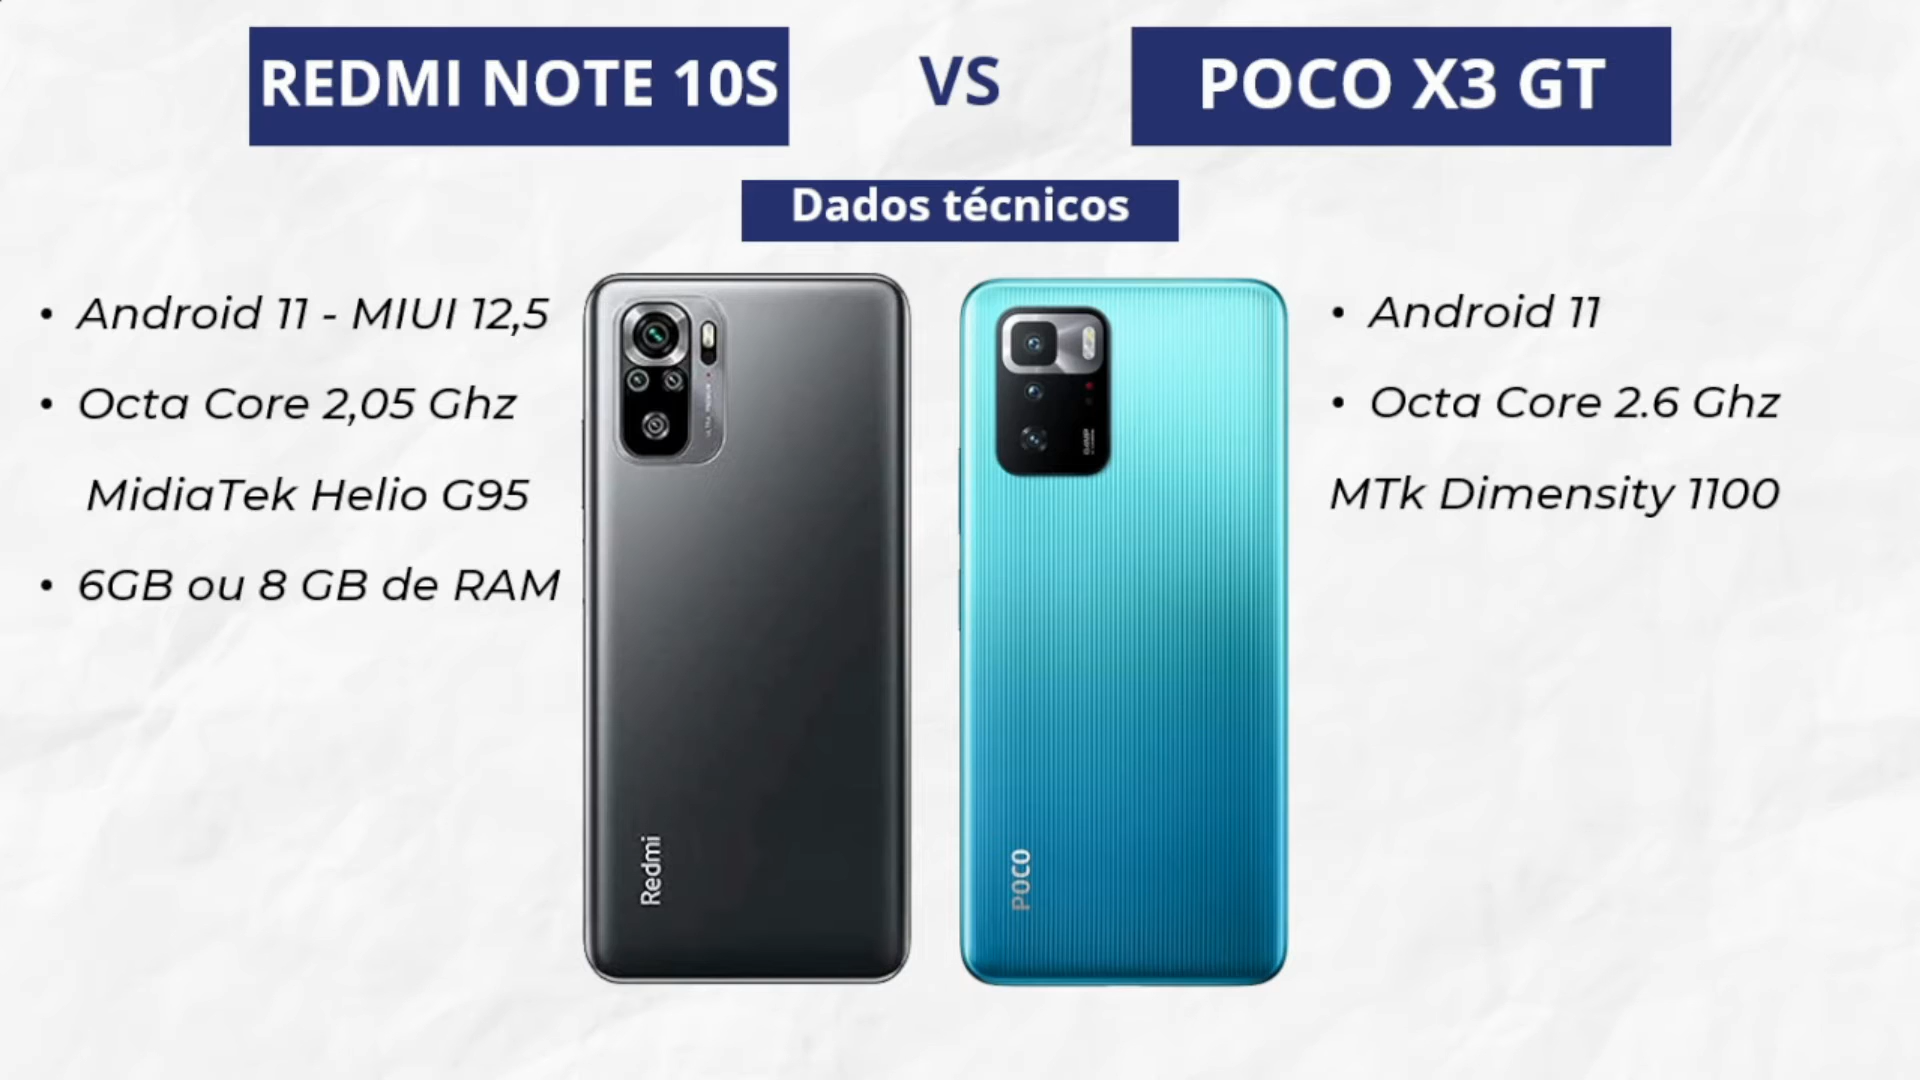 REDMI NOTE 10S
VS
POCO X3 GT
Dados técnicos
• Android 11 - MIUI 12,5
• Octa Core 2,05 Ghz
MidiaTek Helio G95
• 6GB ou 8 GB de RAM
Redmi
POCO
• Android 11
• Octa Core 2.6 Ghz
MTk Dimensity 1100